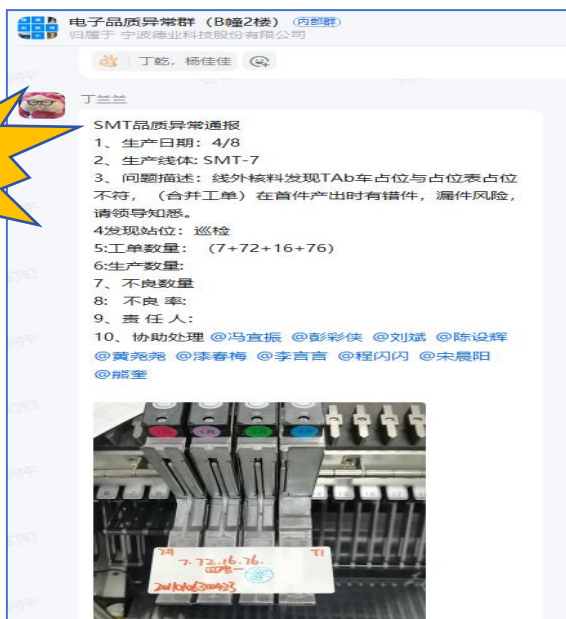 电子品质异常群（B幢2楼） 内部群
归属于 宁波德业科技股份有限公司
丁乾，杨佳佳
丁兰兰
SMT品质异常通报
1、生产日期：4/8
2、生产线体: SMT-7
3、问题描述：线外核料发现TAb车占位与占位表占位
不符，（合并工单）在首件产出时有错件，漏件风险，
请领导知悉。
4发现站位：巡检
5:工单数量：（7+72+16+76）
6:生产数量:
7、不良数量
8: 不良 率:
9、责 任 人:
10、协助处理 @冯宜振 @彭彩侠 @刘斌 @陈设辉
@黄尧尧 @漆春梅 @李言言 @程闪闪 @宋晨阳
@熊奎
T1
7.72.16.76.
四合一